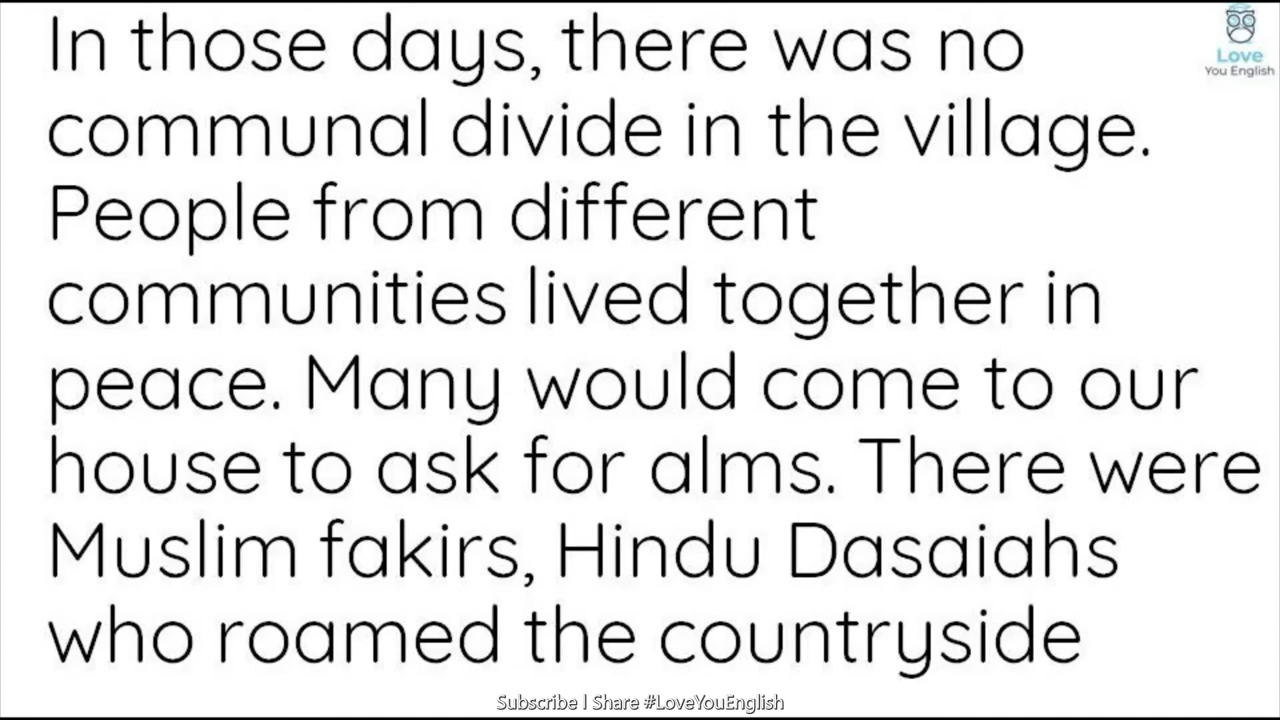 In those days, there was no
communal divide in the village.
People from different
communities lived together in
peace. Many would come to our
house to ask for alms. There were
Muslim fakirs, Hindu Dasaiahs
who roamed the countryside
Love
You English
Subscribe | Share #LoveYouEnglish